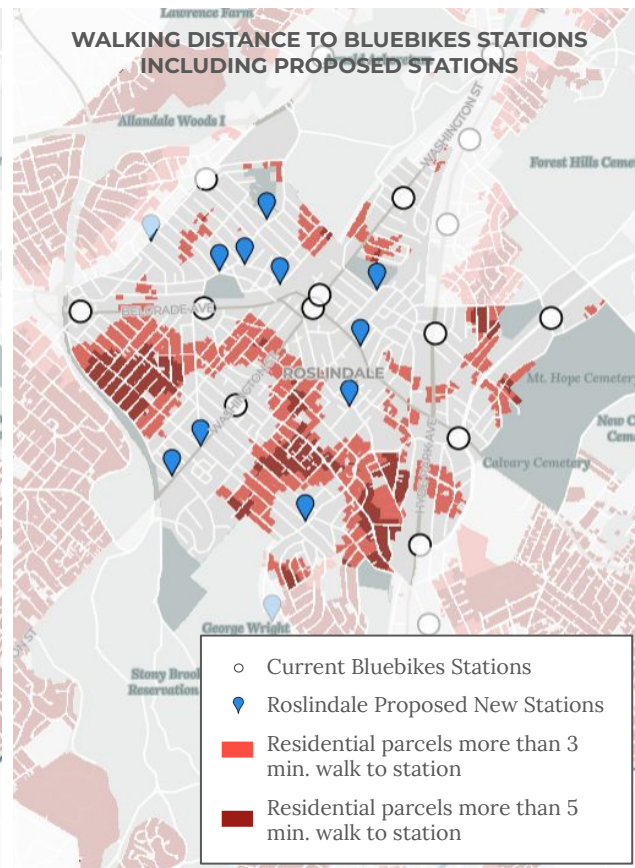 Lawrence Farm
WALKING DISTANCE TO BLUEBIKES STATIONS
INCLUDING PROPOSED STATIONS
Allandale Woods I
WASHINGTON ST
Forest Hills Ceme
BELGRADE AVE
ROSLINDALE
WASHINGTON ST
Mt. Hope Cemetery
New C
Cem
Calvary Cemetery
HYDE PARK AVE
George Wright
Stony Brook
Reservation
ON ST
Current Bluebikes Stations
Roslindale Proposed New Stations
Residential parcels more than 3
min. walk to station
Residential parcels more than 5
min. walk to station